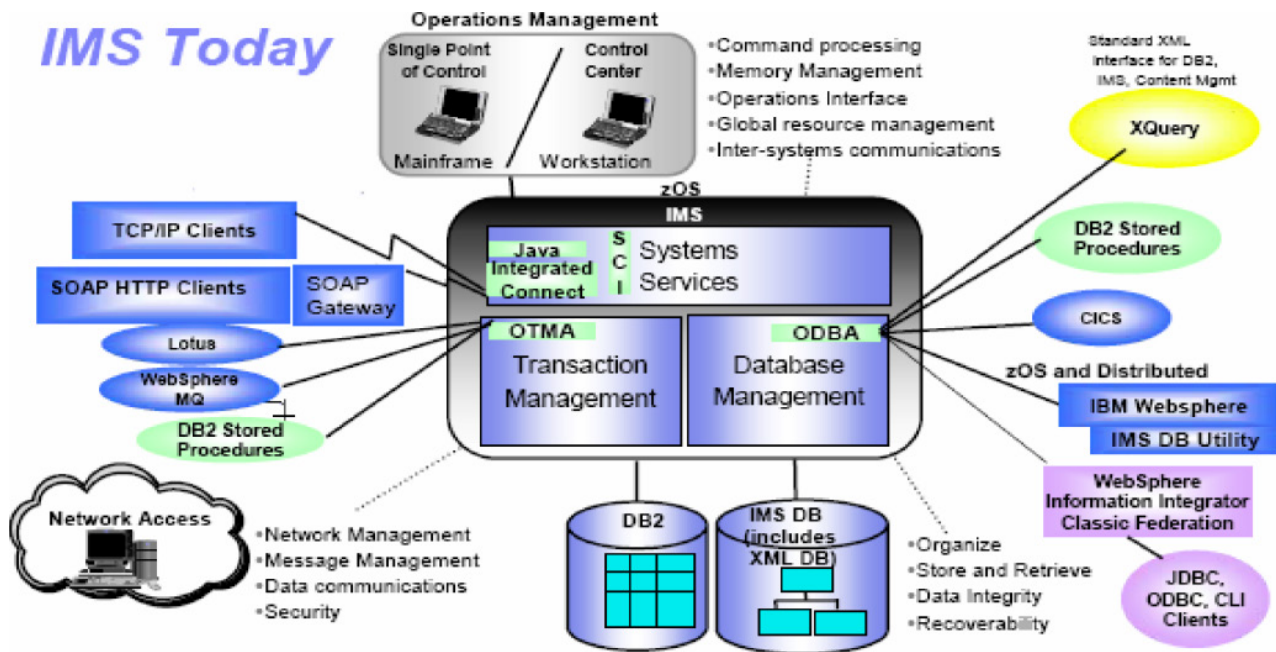 IMS Today
Operations Management
Single Point
of Control
Control
Center
Mainframe
Workstation
•Command processing
•Memory Management
•Operations Interface
•Global resource management
•Inter-systems communications
Standard XML
Interface for DB2,
IMS, Content Mgmt
XQuery
zOS
IMS
TCP/IP Clients
SOAP HTTP Clients
SOAP
Gateway
Lotus
WebSphere
MQ
DB2 Stored
Procedures
Java
Integrated
Connect
S
C
I
Systems
Services
OTMA
Transaction
Management
ODBA
Database
Management
DB2 Stored
Procedures
CICS
zOS and Distributed
IBM Websphere
IMS DB Utility
WebSphere
Information Integrator
Classic Federation
JDBC,
ODBC, CLI
Clients
Network Access
•Network Management
•Message Management
•Data communications
•Security
DB2
IMS DB
(includes
XML DB)
•Organize
•Store and Retrieve
•Data Integrity
•Recoverability